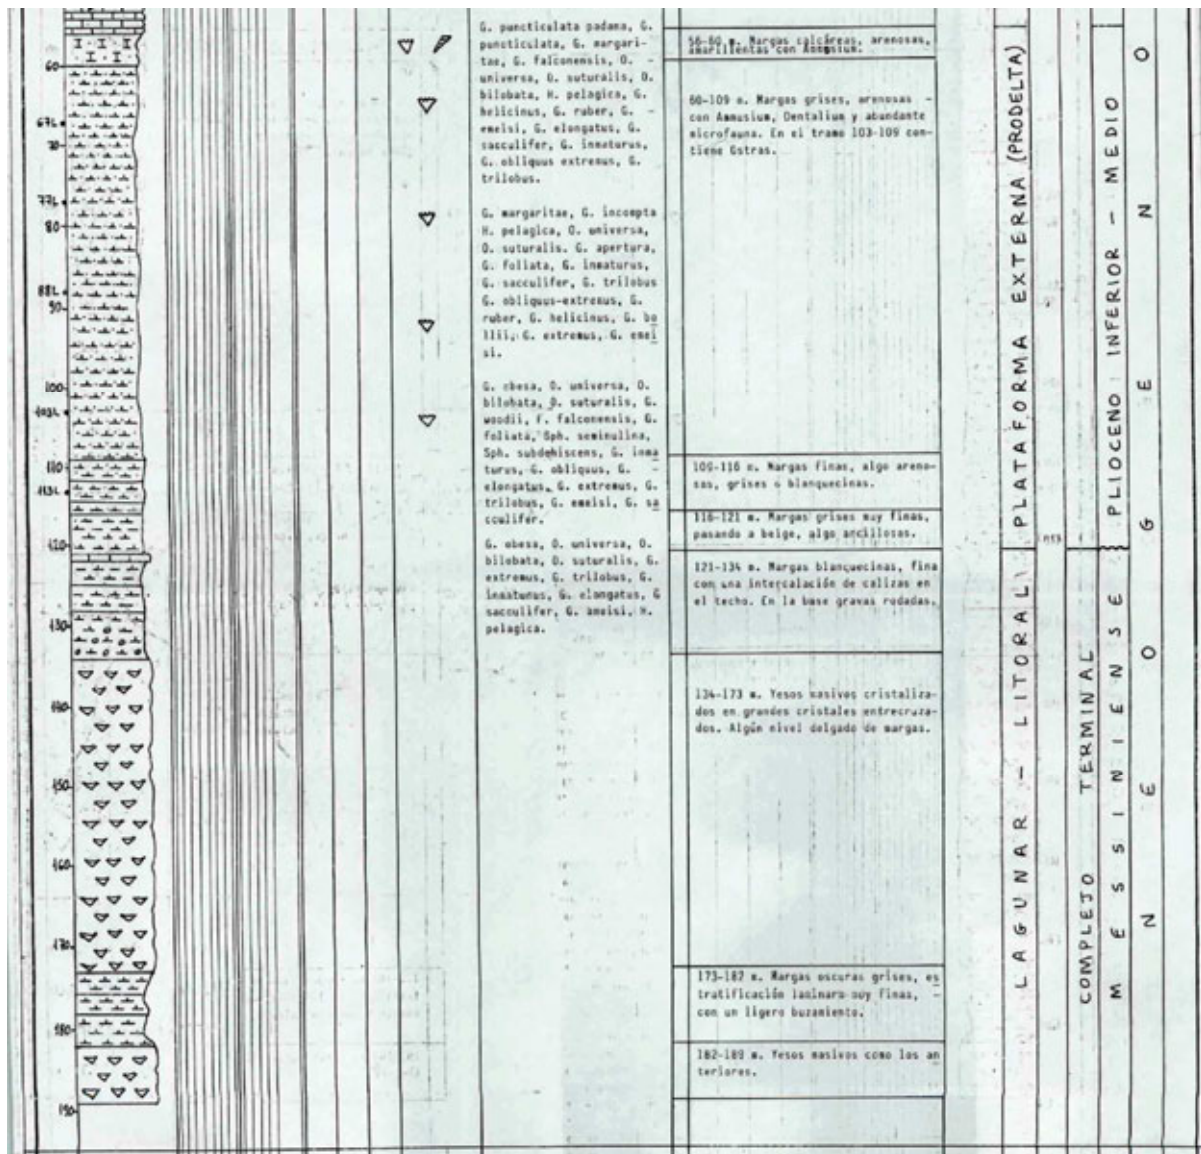 G. puncticulata padana, G.
puncticulata, G. margari-
tae, G. falconensis, O. -
universa, O. suturalis, O.
bilobata, H. pelagica, G.
helicinus, G. ruber, G. -
emeisi, G. elongatus, G.
sacculifer, G. inmaturus,
G. obliquus extremus, G.
trilobus.
G. margaritae, G. incompta
H. pelagica, O. universa,
O. suturalis. G. apertura,
G. foliata, G. inmaturus,
G. sacculifer, G. trilobus
G. obliquus-extremus, G.
ruber, G. helicinus, G. bo
llii, G. extremus, G. emei
si.
G. obesa, O. universa, O.
bilobata, O. suturalis, G.
woodii, F. falconensis, G.
foliata, Sph. seminulina,
Sph. subdehiscens, G. inma
turus, G. obliquus, G. -
elongatus, G. extremus, G.
trilobus, G. emeisi, G. sa
cculifer.
G. obesa, O. universa, O.
bilobata, O. suturalis, G.
extremus, G. trilobus, G.
inmaturus, G. elongatus, G
sacculifer, G. ameisi, H.
pelagica.
56-60 m. Margas calcáreas, arenosas,
amarillentas con Ammusium.
60-109 m. Margas grises, arenosas -
con Ammusium, Dentalium y abundante
microfauna. En el tramo 103-109 con-
tiene Ostras.
109-116 m. Margas finas, algo areno-
sas, grises o blanquecinas.
116-121 m. Margas grises muy finas,
pasando a beige, algo arcillosas.
121-134 m. Margas blanquecinas, fina
con una intercalación de calizas en
el techo. En la base gravas rodadas.
134-173 m. Yesos masivos cristaliza-
dos en grandes cristales entrecruza-
dos. Algún nivel delgado de margas.
173-182 m. Margas oscuras grises, es
tratificación laminara muy finas, -
con un ligero buzamiento.
182-189 m. Yesos masivos como los an
teriores.
60
67L
70
77L
80
88L
90
100
103L
110
113L
120
130
140
150
160
170
180
190
PLATAFORMA EXTERNA (PRODELTA)
LAGUNAR - LITORAL
COMPLEJO TERMINAL
PLIOCENO INFERIOR - MEDIO
MESSINIENSE
NEOGENO